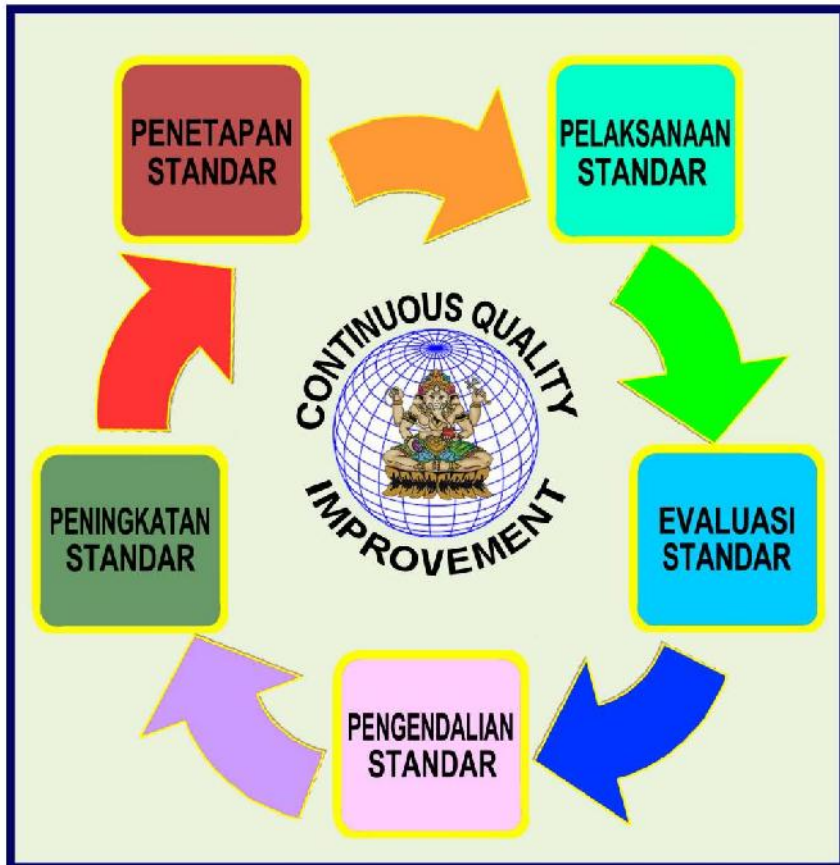 PENETAPAN
STANDAR
PELAKSANAAN
STANDAR
EVALUASI
STANDAR
PENGENDALIAN
STANDAR
PENINGKATAN
STANDAR
CONTINUOUS QUALITY
IMPROVEMENT